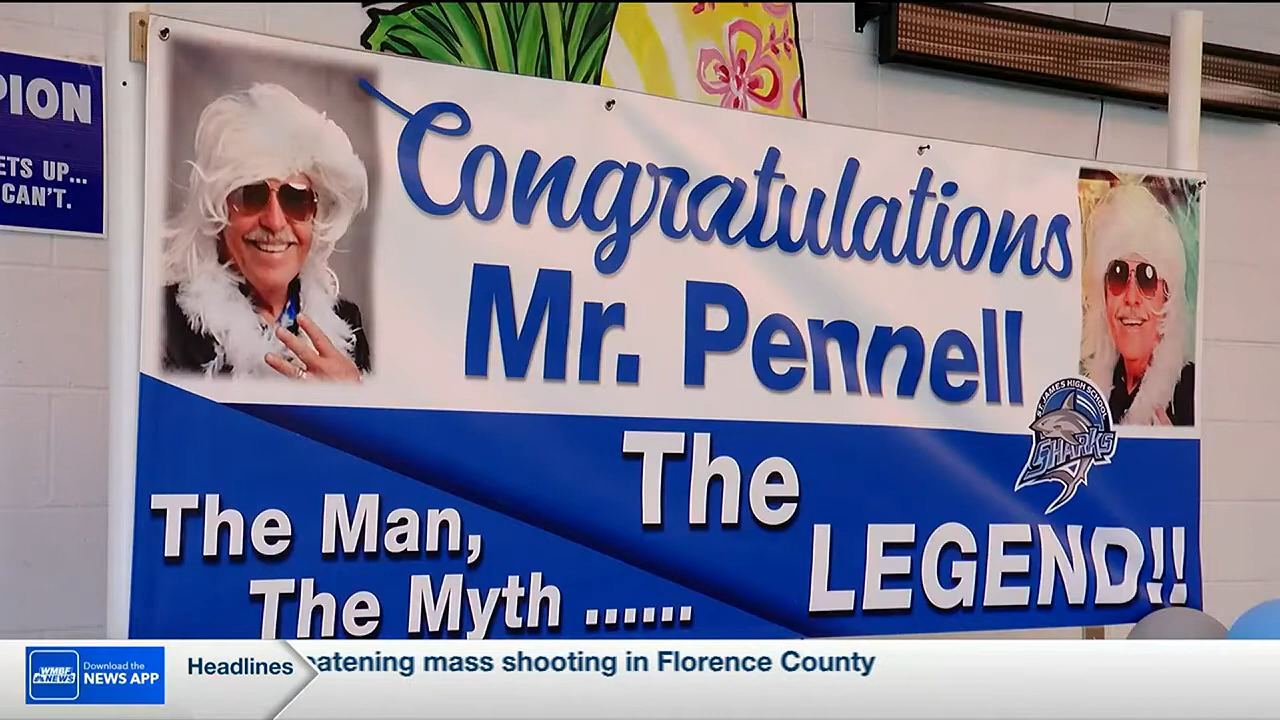 PION
ETS UP...
CAN'T.
Congratulations
Mr. Pennell
ST. JAMES HIGH SCHOOL
SHARKS
The
LEGEND!!
The Man,
The Myth ......
WMBF
NEWS
Download the
NEWS APP
Headlines
eatening mass shooting in Florence County